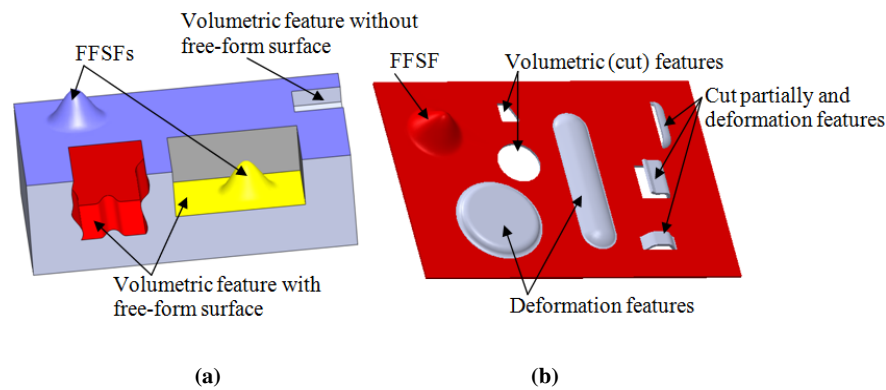 Volumetric feature without
free-form surface
FFSFs
Volumetric feature with
free-form surface
(a)
FFSF
Volumetric (cut) features
Cut partially and
deformation features
Deformation features
(b)